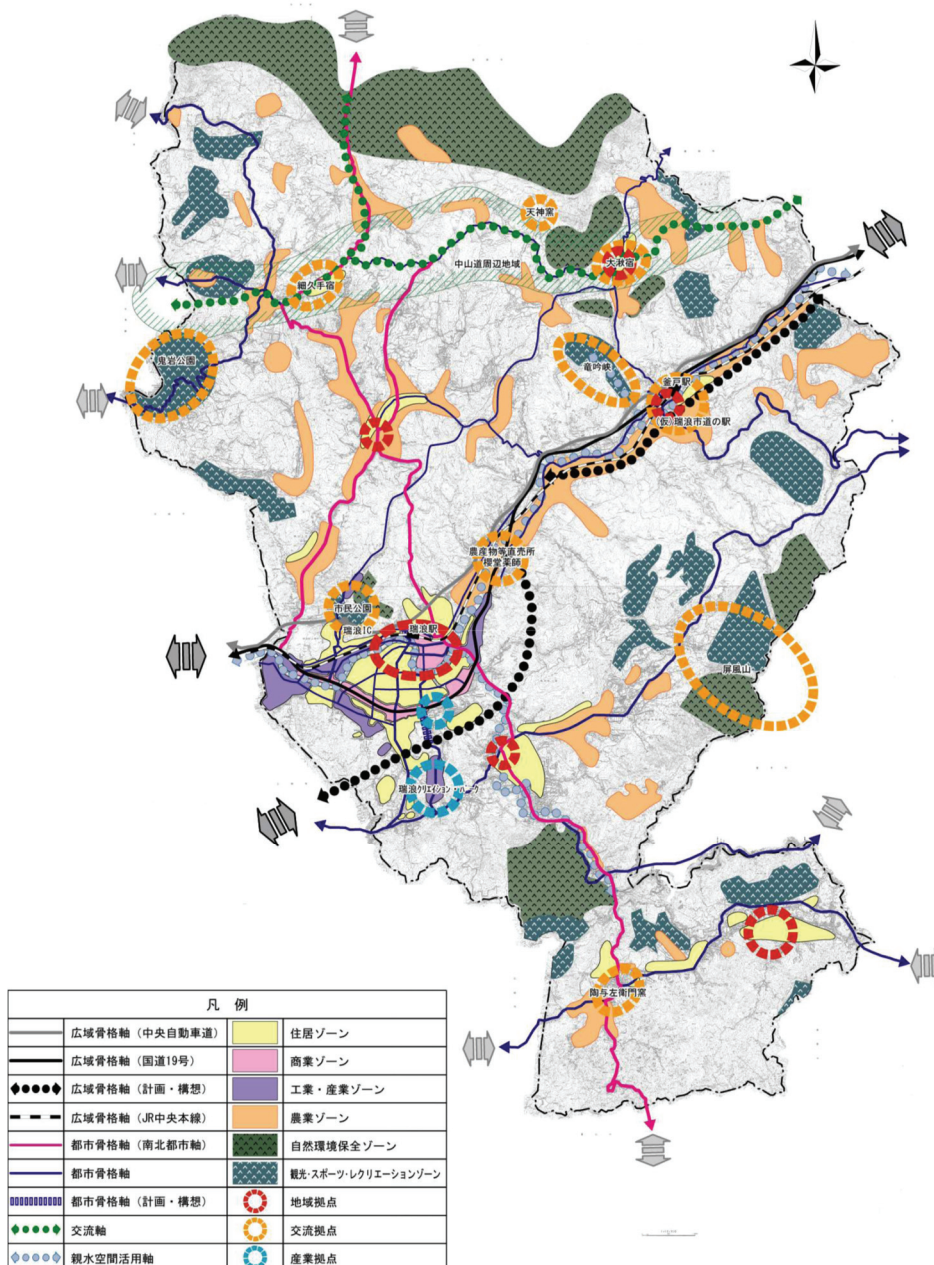 天神窯
大湫宿
中山道周辺地域
細久手宿
鬼岩公園
竜吟峡
釜戸駅
(仮)瑞浪市道の駅
農産物等直売所
櫻堂薬師
市民公園
瑞浪IC
瑞浪駅
屏風山
瑞浪クリエイション・パーク
陶与左衛門窯
凡 例
広域骨格軸（中央自動車道）
住居ゾーン
広域骨格軸（国道19号）
商業ゾーン
広域骨格軸（計画・構想）
工業・産業ゾーン
広域骨格軸（JR中央本線）
農業ゾーン
都市骨格軸（南北都市軸）
自然環境保全ゾーン
都市骨格軸
観光・スポーツ・レクリエーションゾーン
都市骨格軸（計画・構想）
地域拠点
交流軸
交流拠点
親水空間活用軸
産業拠点